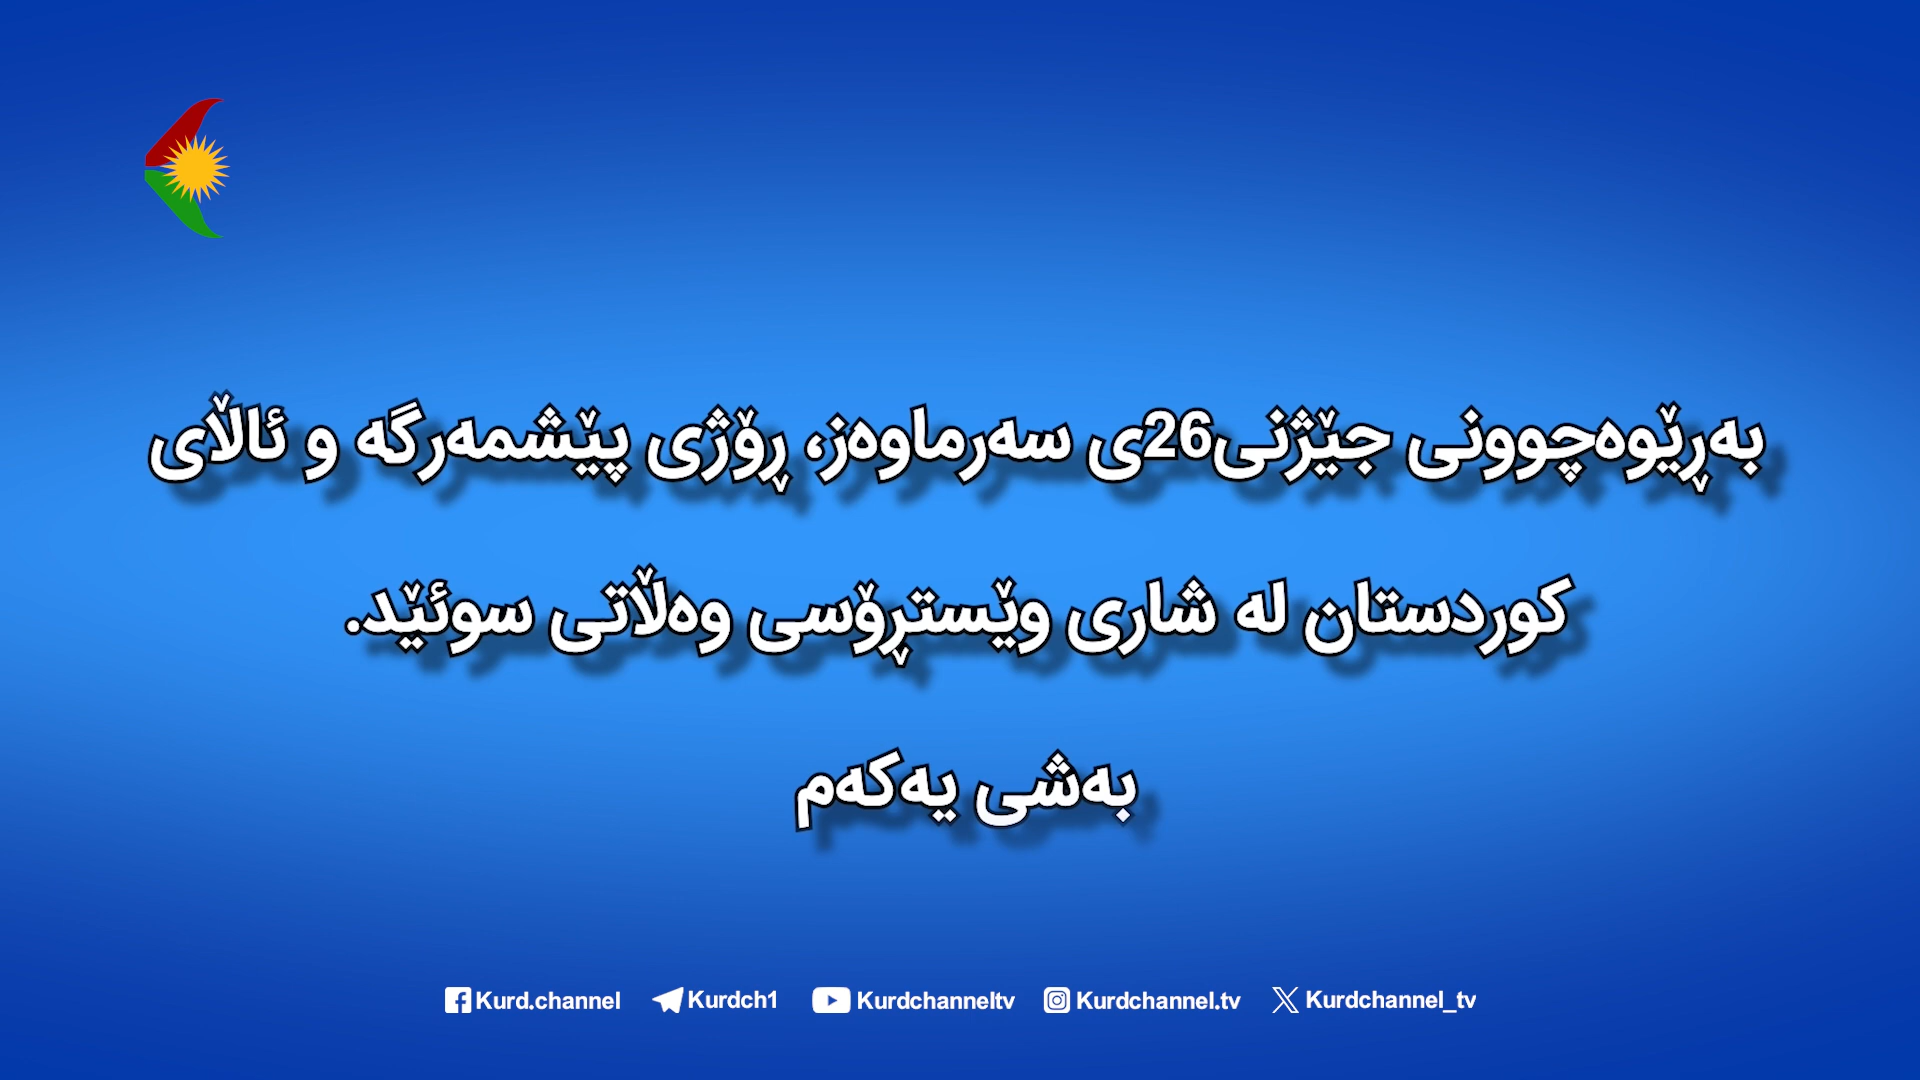 بەڕێوەچوونی جێژنی26ی سەرماوەز، ڕۆژی پێشمەرگە و ئاڵای
کوردستان لە شاری وێستڕۆسی وەڵاتی سوئێد.
بەشی یەکەم
Kurd.channel Kurdch1 Kurdchanneltv Kurdchannel.tv Kurdchannel_tv